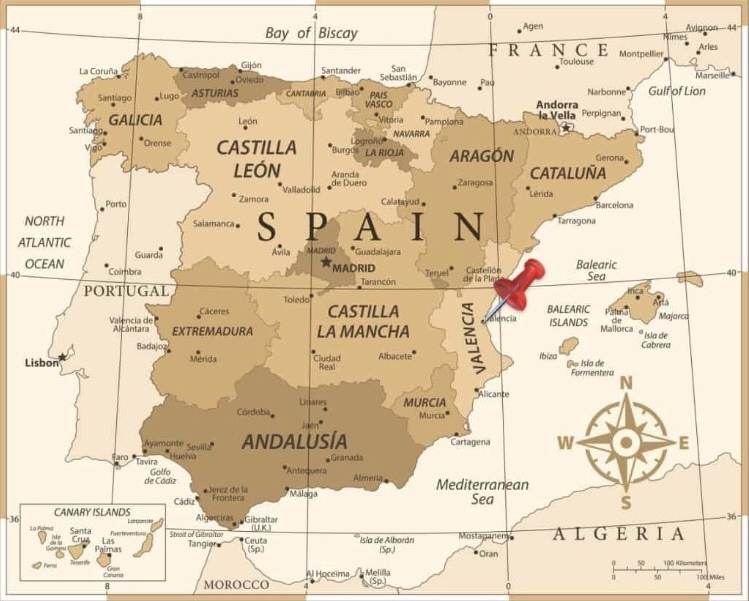 8
4
0
4
44
Bay of Biscay
Agen
Avignon
44
Nîmes
FRANCE
Montpellier
Arles
Toulouse
Marseille
Gulf of Lion
La Coruña
Castropol
Gijón
Oviedo
Santander
San
Sebastián
Bayonne
Pau
Narbonne
Santiago
Lugo
ASTURIAS
CANTABRIA
Bilbao
PAIS
VASCO
Vitoria
Andorra
la Vella
Perpignan
GALICIA
Santiago
Vigo
Orense
León
NAVARRA
Pamplona
ANDORRA
Port-Bou
CASTILLA
LEÓN
Burgos
Logroño
LA RIOJA
ARAGÓN
CATALUÑA
Gerona
Aranda
de Duero
Zaragosa
Lérida
Valladolid
Zamora
Calatayud
Barcelona
Tarragona
Porto
Salamanca
SPAIN
NORTH
ATLANTIC
OCEAN
Guarda
Ávila
MADRID
MADRID
Guadalajara
Coimbra
Teruel
Castellón
de la Plana
Balearic
Sea
40
40
PORTUGAL
Toledo
Tarancón
Valencia de
Alcántara
Cáceres
EXTREMADURA
CASTILLA
LA MANCHA
VALENCIA
BALEARIC
ISLANDS
Inca
Artá
Palma
de
Mallorca
Majorca
Isla de
Cabrera
Badajoz
Mérida
Ciudad
Real
Albacete
Ibiza
Isla de
Formentera
Lisbon
Alicante
N
W
E
S
MURCIA
Murcia
Cartagena
Córdoba
Linares
Jaén
ANDALUSÍA
Ayamonte
Sevilla
Huelva
Faro
Tavira
Golfo
de Cádiz
Granada
Antequera
Almería
Jerez de la
Frontera
Málaga
Cádiz
Mediterranean
Sea
CANARY ISLANDS
La Palma
Santa
Cruz
Isla
de la
Gomera
Tenerife
Las
Palmas
Gran
Canaria
Lanzarote
Fuerteventura
Ferro
36
36
Algeciras
Gibraltar
(U.K.)
Strait of Gibraltar
Tangier
Ceuta
(Sp.)
Isla de Alborán
(Sp.)
Mostaganem
Oran
ALGERIA
Al Hoceima
Melilla
(Sp.)
MOROCCO
0 50 100 Kilometers
0 50 100 Miles
8
4
0
4